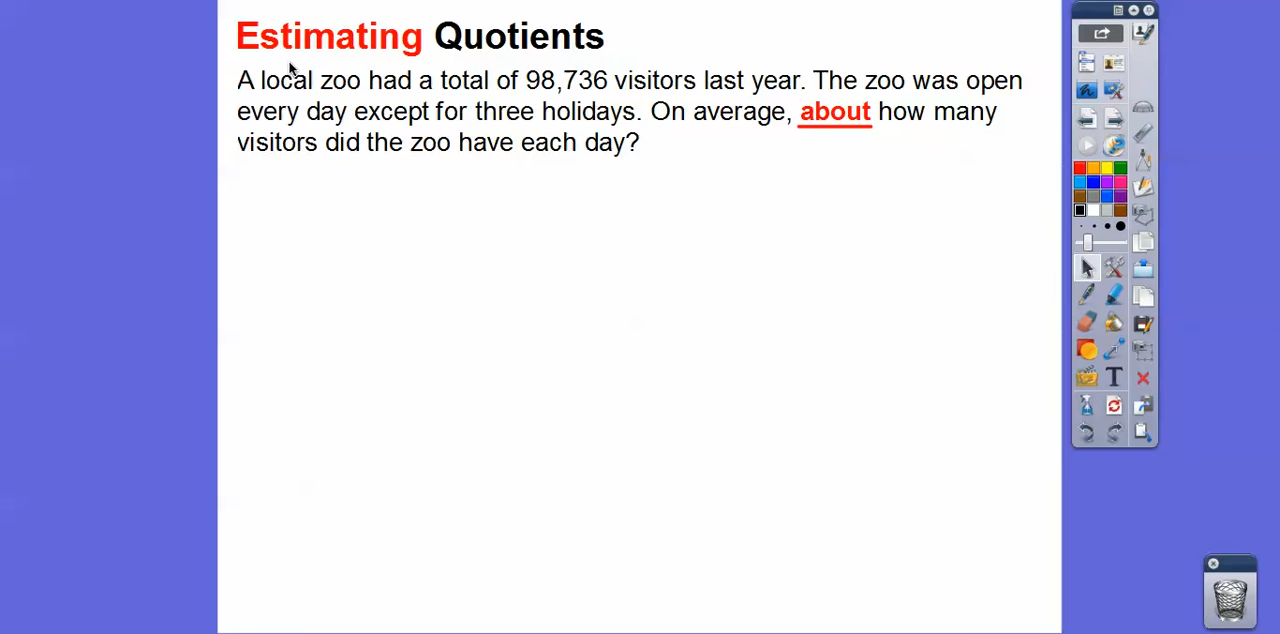 Estimating Quotients
A local zoo had a total of 98,736 visitors last year. The zoo was open
every day except for three holidays. On average, about how many
visitors did the zoo have each day?